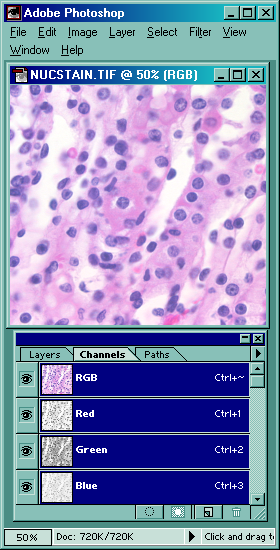 Adobe Photoshop
File Edit Image Layer Select Filter View
Window Help
NUCSTAIN.TIF @ 50% (RGB)
Layers Channels Paths
RGB Ctrl+~
Red Ctrl+1
Green Ctrl+2
Blue Ctrl+3
50% Doc: 720K/720K Click and drag t